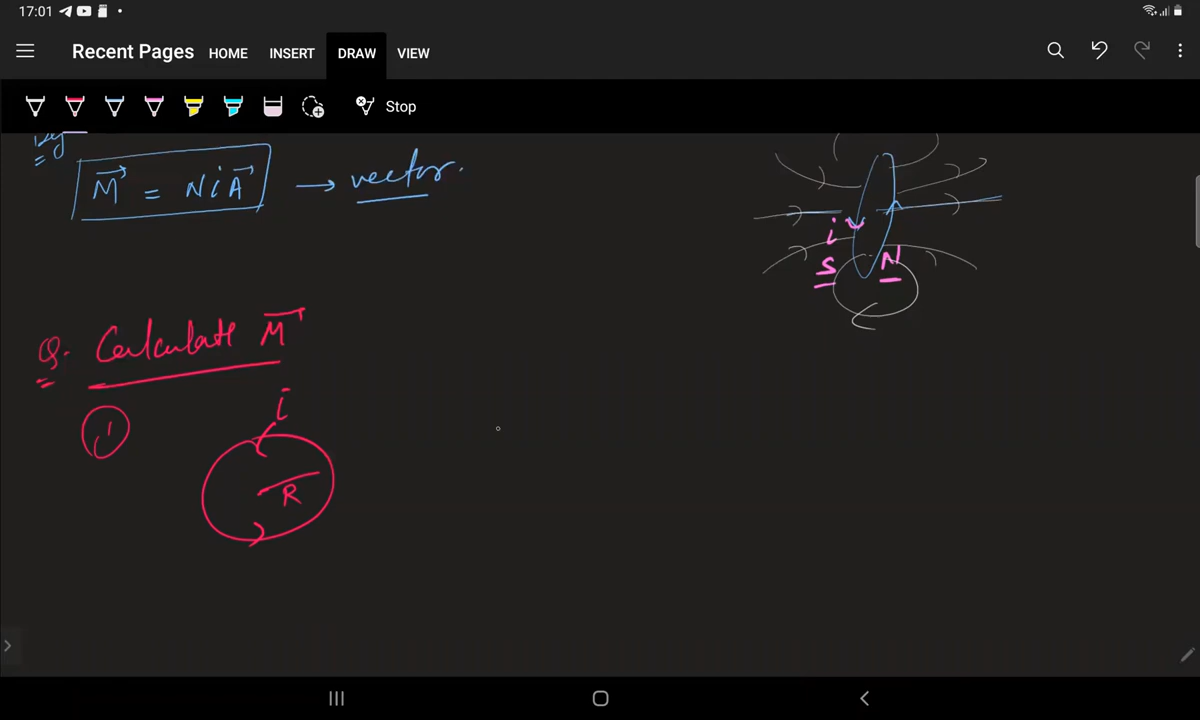 17:01
Recent Pages HOME INSERT DRAW VIEW
Stop
M⃗ = NiA⃗ → vector.
i
S N
Q. Calculate M⃗
① i
R